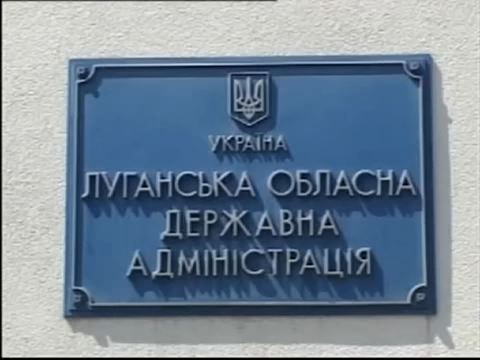 УКРАЇНА
ЛУГАНСЬКА ОБЛАСНА
ДЕРЖАВНА
АДМІНІСТРАЦІЯ